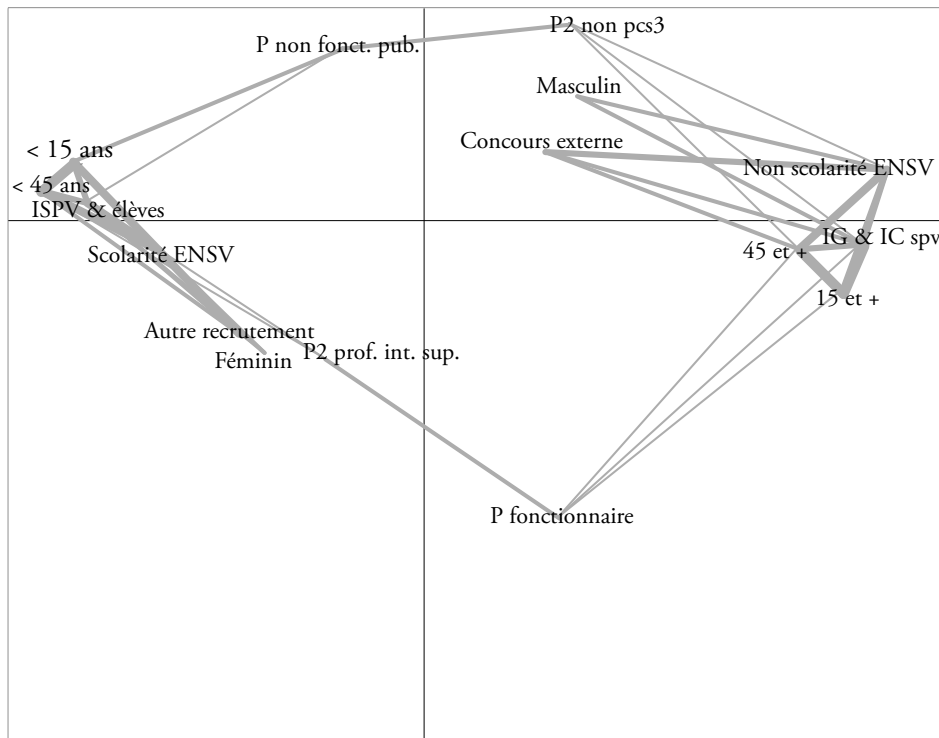 P2 non pcs3
P non fonct. pub.
Masculin
Concours externe
< 15 ans
Non scolarité ENSV
< 45 ans
ISPV & élèves
IG & IC spv
45 et +
Scolarité ENSV
15 et +
Autre recrutement
P2 prof. int. sup.
Féminin
P fonctionnaire